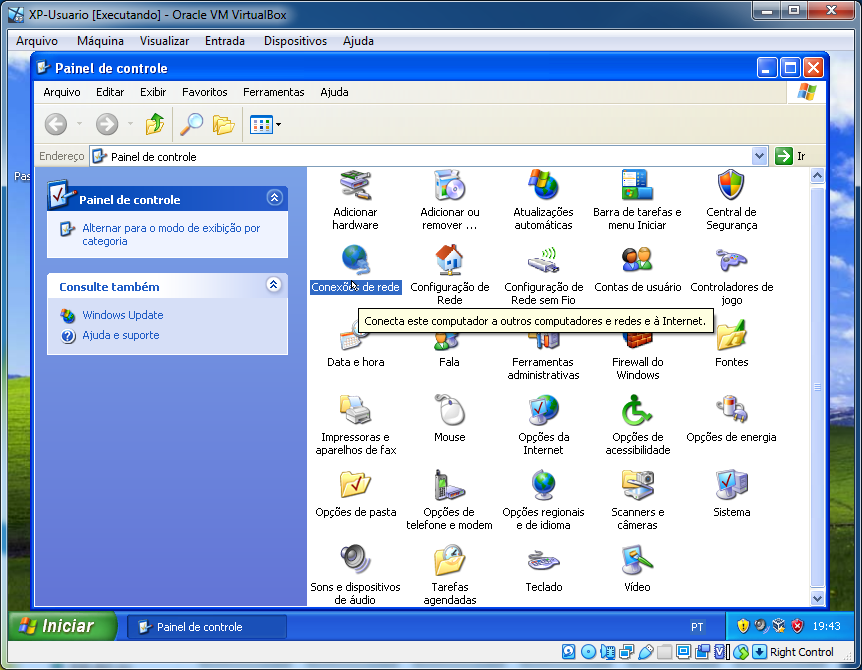 XP-Usuario [Executando] - Oracle VM VirtualBox
Arquivo Máquina Visualizar Entrada Dispositivos Ajuda
Painel de controle
Arquivo Editar Exibir Favoritos Ferramentas Ajuda
Endereço Painel de controle Ir
Pas
Painel de controle
Alternar para o modo de exibição por
categoria
Consulte também
Windows Update
Ajuda e suporte
Adicionar
hardware
Adicionar ou
remover ...
Atualizações
automáticas
Barra de tarefas e
menu Iniciar
Central de
Segurança
Conexões de rede
Configuração de
Rede
Configuração de
Rede sem Fio
Contas de usuário
Controladores de
jogo
Conecta este computador a outros computadores e redes e à Internet.
Data e hora
Fala
Ferramentas
administrativas
Firewall do
Windows
Fontes
Impressoras e
aparelhos de fax
Mouse
Opções da
Internet
Opções de
acessibilidade
Opções de energia
Opções de pasta
Opções de
telefone e modem
Opções regionais
e de idioma
Scanners e
câmeras
Sistema
Sons e dispositivos
de áudio
Tarefas
agendadas
Teclado
Vídeo
Iniciar Painel de controle PT 19:43
Right Control